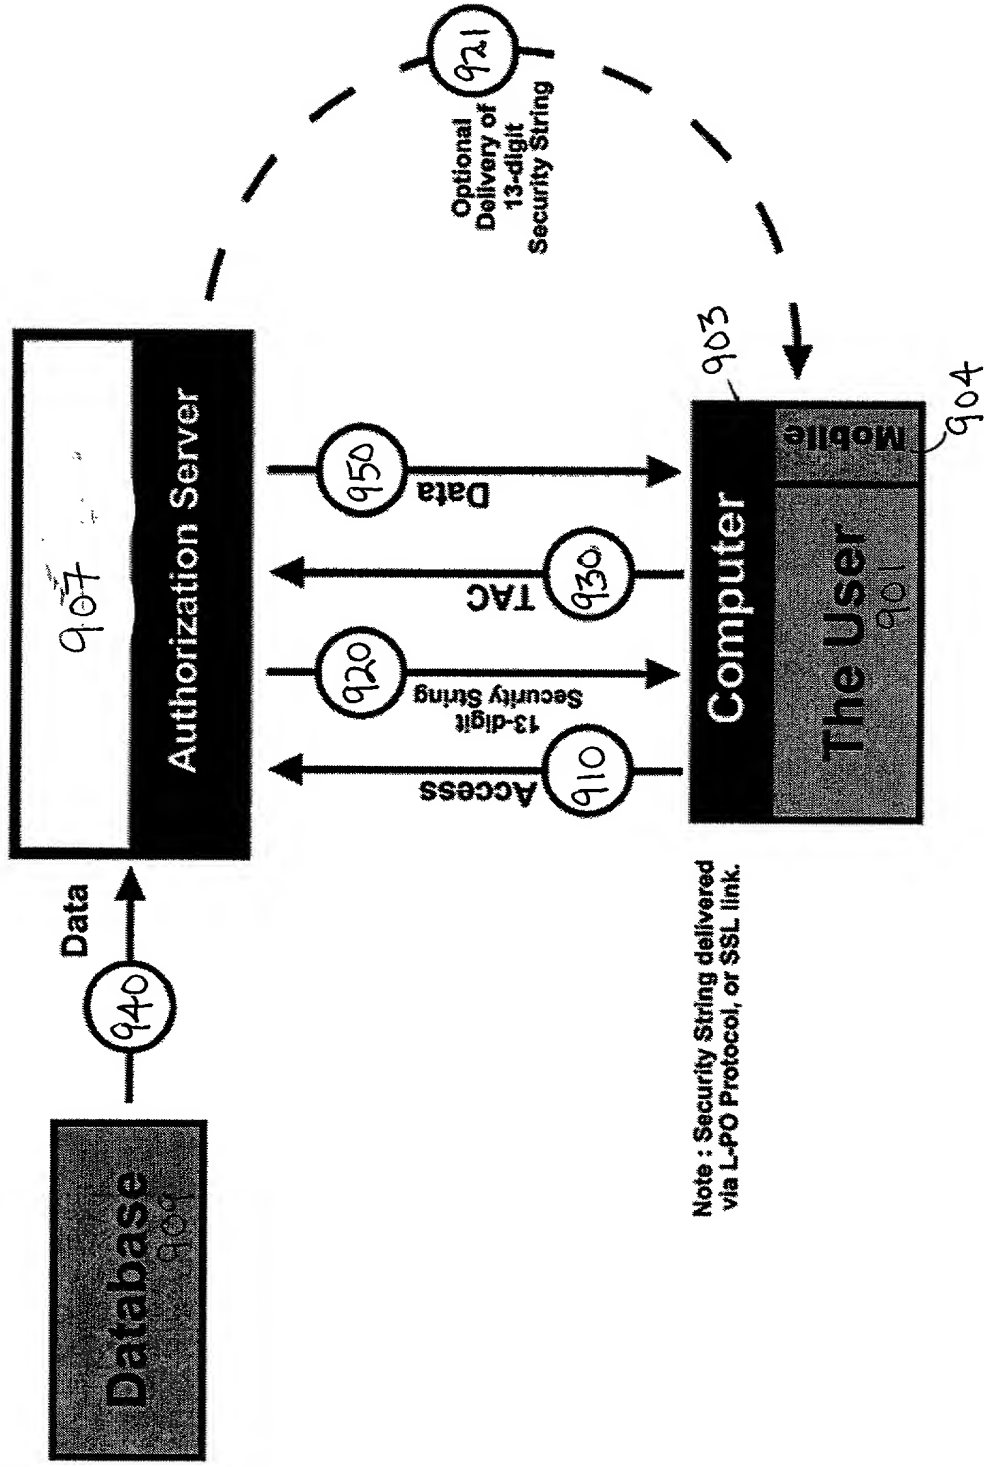 Database
909
940
Data
907
Authorization Server
Access
910
13-digit
Security String
920
TAC
930
Data
950
Optional
Delivery of
13-digit
Security String
921
Computer
903
The User
901
Mobile
904
Note : Security String delivered
via L-PO Protocol, or SSL link.